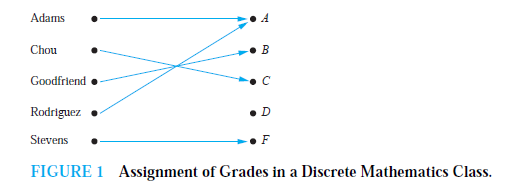 Adams A
Chou B
Goodfriend C
Rodriguez D
Stevens F
FIGURE 1 Assignment of Grades in a Discrete Mathematics Class.